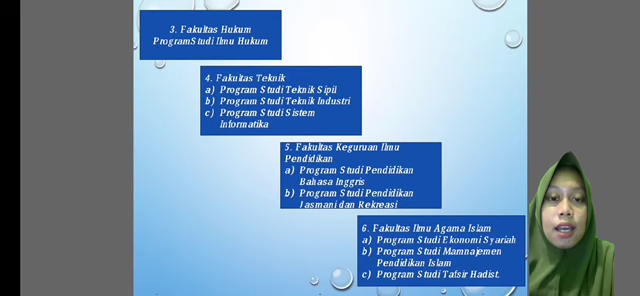 3. Fakultas Hukum
ProgramStudi Ilmu Hukum
4. Fakultas Teknik
a) Program Studi Teknik Sipil
b) Program Studi Teknik Industri
c) Program Studi Sistem
Informatika
5. Fakultas Keguruan Ilmu
Pendidikan
a) Program Studi Pendidikan
Bahasa Inggris
b) Program Studi Pendidikan
Jasmani dan Rekreasi
6. Fakultas Ilmu Agama Islam
a) Program Studi Ekonomi Syariah
b) Program Studi Mamnajemen
Pendidikan Islam
c) Program Studi Tafsir Hadist.